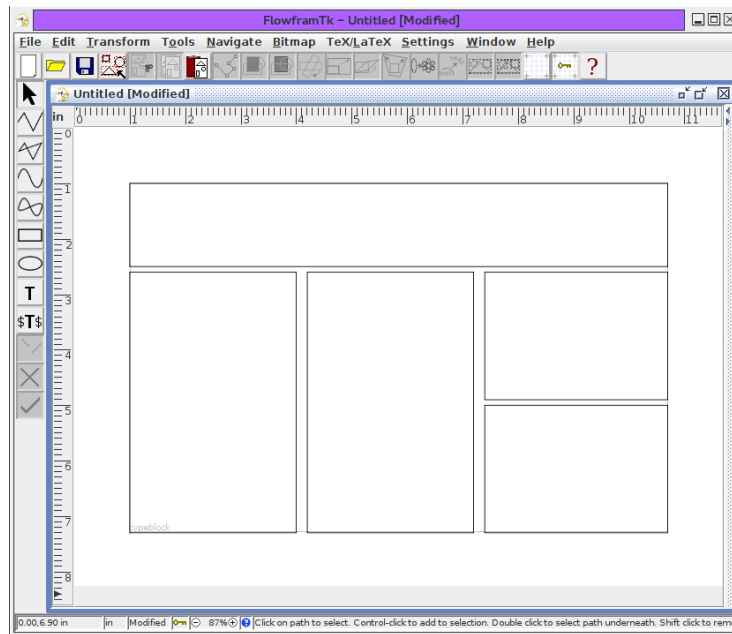 FlowframTk – Untitled [Modified]
File Edit Transform Tools Navigate Bitmap TeX/LaTeX Settings Window Help
?
Untitled [Modified]
in 0 1 2 3 4 5 6 7 8 9 10 11
0
1
2
T
3
$T$
4
5
6
7
typeblock
8
0.00,6.90 in in Modified 87% ? Click on path to select. Control-click to add to selection. Double click to select path underneath. Shift click to rem